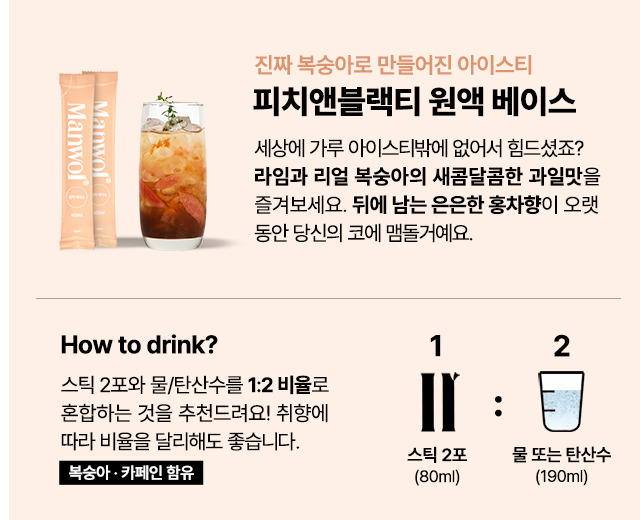 진짜 복숭아로 만들어진 아이스티
피치앤블랙티 원액 베이스
세상에 가루 아이스티밖에 없어서 힘드셨죠?
라임과 리얼 복숭아의 새콤달콤한 과일맛을
즐겨보세요. 뒤에 남는 은은한 홍차향이 오랫
동안 당신의 코에 맴돌거예요.
Manwol
Manwol
How to drink?
스틱 2포와 물/탄산수를 1:2 비율로
혼합하는 것을 추천드려요! 취향에
따라 비율을 달리해도 좋습니다.
복숭아 · 카페인 함유
1 : 2
스틱 2포
(80ml)
물 또는 탄산수
(190ml)